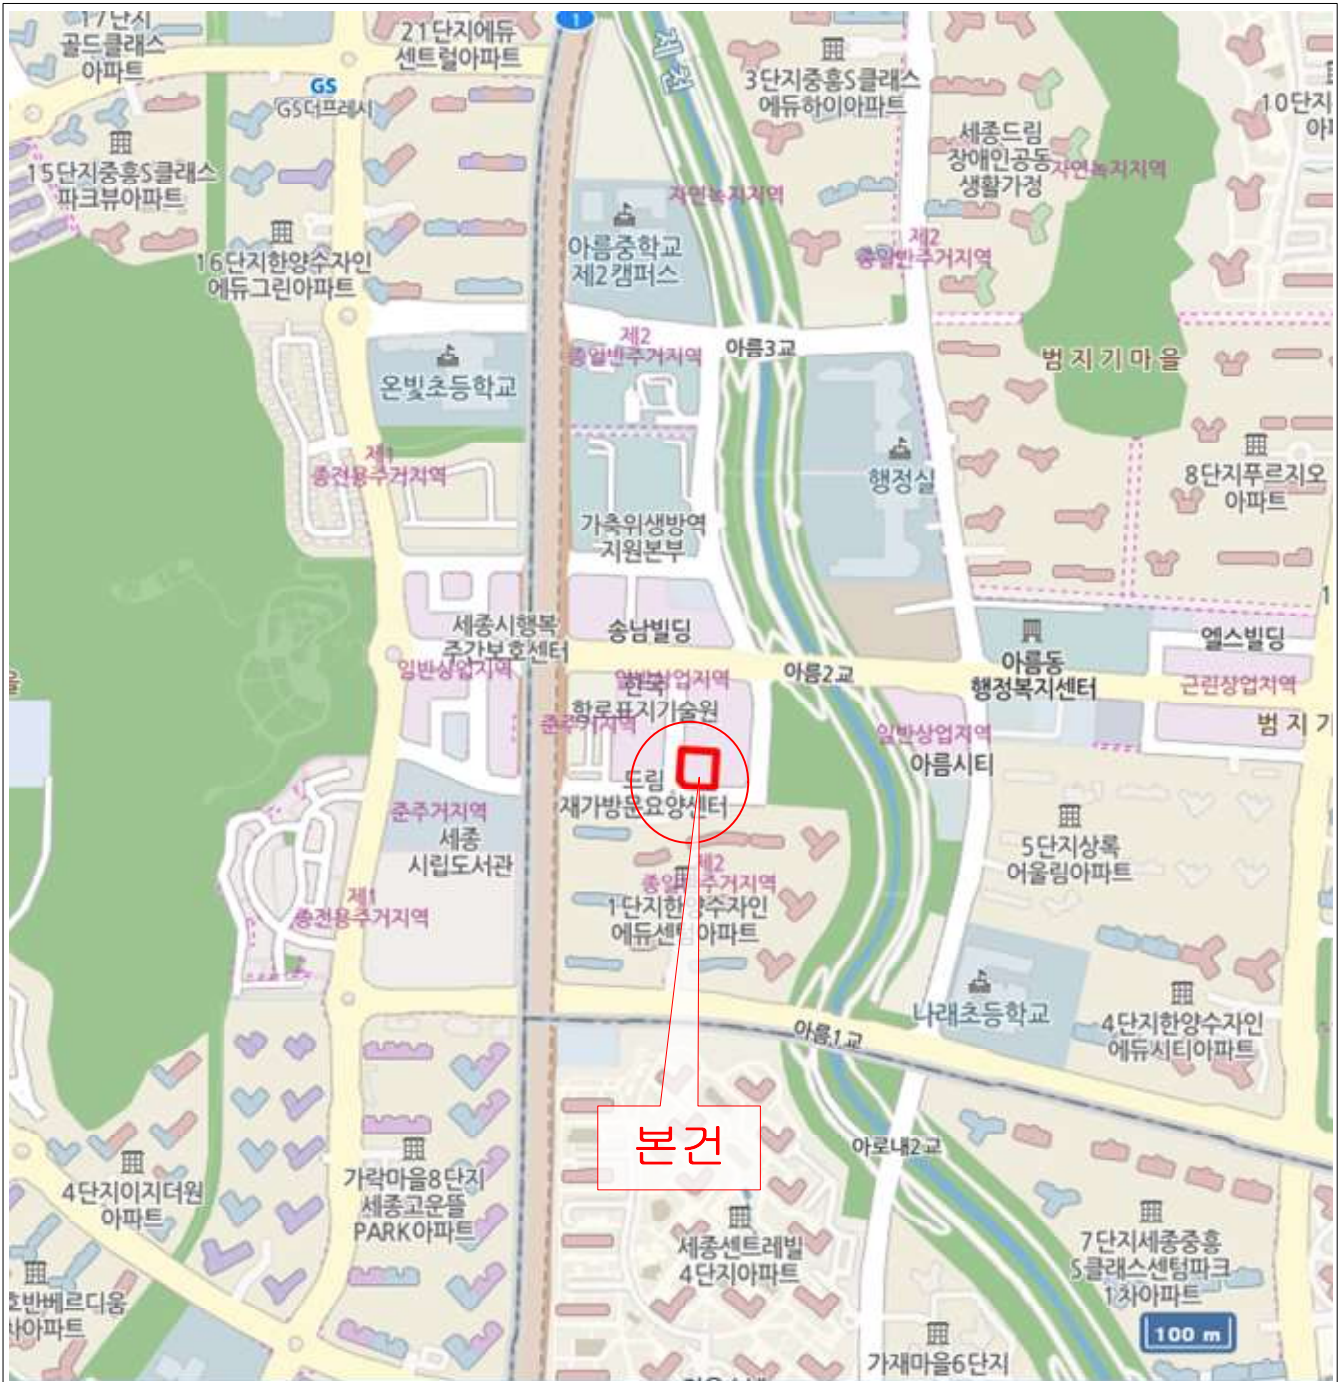 17단지
골드클래스
아파트
21단지에듀
센트럴아파트
1
제천
3단지중흥S클래스
에듀하이아파트
10단지
GS
GS더프레시
15단지중흥S클래스
파크뷰아파트
세종드림
장애인공동
생활가정
자연녹지지역
자연녹지지역
16단지한양수자인
에듀그린아파트
아름중학교
제2캠퍼스
제2
종일반주거지역
제2
종일반주거지역
아름3교
범지기마을
온빛초등학교
제1
종전용주거지역
행정실
8단지푸르지오
아파트
가축위생방역
지원본부
세종시행복
주간보호센터
송남빌딩
일반상업지역
일반상업지역
한국
항로표지기술원
준주거지역
아름2교
아름동
행정복지센터
엘스빌딩
근린상업지역
범지기
일반상업지역
아름시티
드림
재가방문요양센터
준주거지역
세종
시립도서관
5단지상록
어울림아파트
제2
종일반주거지역
1단지한양수자인
에듀센텀아파트
제1
종전용주거지역
나래초등학교
4단지한양수자인
에듀시티아파트
아름1교
본건
아로내2교
4단지이지더원
아파트
가락마을8단지
세종고운뜰
PARK아파트
세종센트레빌
4단지아파트
7단지세종중흥
S클래스센텀파크
1차아파트
호반베르디움
차아파트
100 m
가재마을6단지